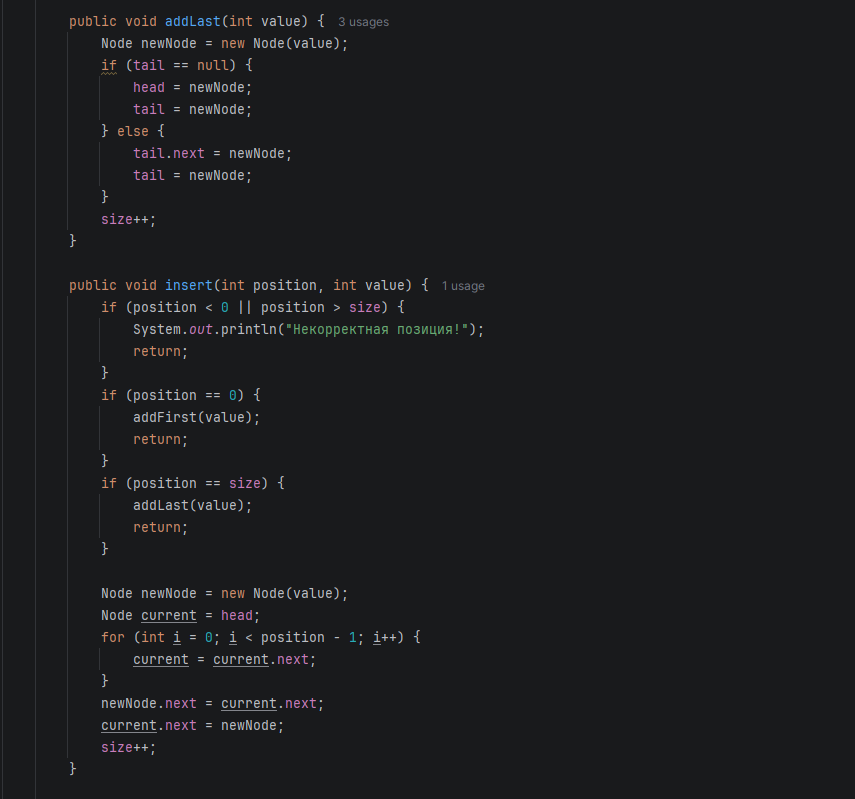 public void addLast(int value) { 3 usages
    Node newNode = new Node(value);
    if (tail == null) {
        head = newNode;
        tail = newNode;
    } else {
        tail.next = newNode;
        tail = newNode;
    }
    size++;
}

public void insert(int position, int value) { 1 usage
    if (position < 0 || position > size) {
        System.out.println("Некорректная позиция!");
        return;
    }
    if (position == 0) {
        addFirst(value);
        return;
    }
    if (position == size) {
        addLast(value);
        return;
    }

    Node newNode = new Node(value);
    Node current = head;
    for (int i = 0; i < position - 1; i++) {
        current = current.next;
    }
    newNode.next = current.next;
    current.next = newNode;
    size++;
}